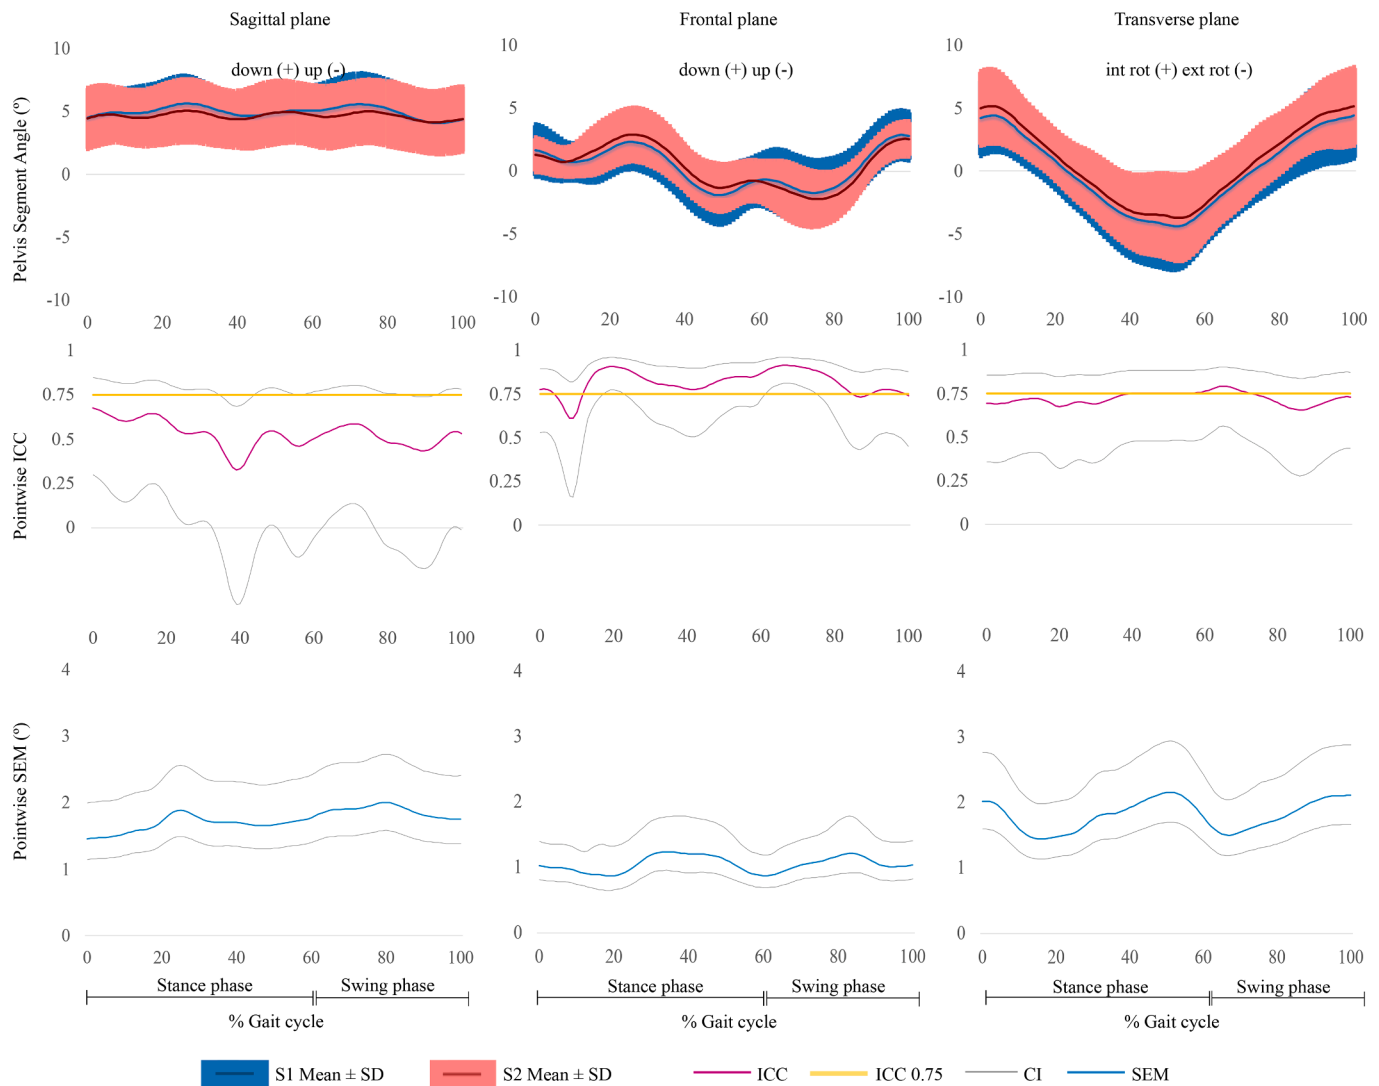 Sagittal plane Frontal plane Transverse plane
down (+) up (-) down (+) up (-) int rot (+) ext rot (-)
Pelvis Segment Angle (º)
10 10 10
5 5 5
0 0 0
-5 -5 -5
-10 -10 -10
0 20 40 60 80 100 0 20 40 60 80 100 0 20 40 60 80 100
Pointwise ICC
1 1 1
0.75 0.75 0.75
0.5 0.5 0.5
0.25 0.25 0.25
0 0 0
0 20 40 60 80 100 0 20 40 60 80 100 0 20 40 60 80 100
Pointwise SEM (º)
4 4 4
3 3 3
2 2 2
1 1 1
0 0 0
0 20 40 60 80 100 0 20 40 60 80 100 0 20 40 60 80 100
Stance phase Swing phase Stance phase Swing phase Stance phase Swing phase
% Gait cycle % Gait cycle % Gait cycle
S1 Mean ± SD S2 Mean ± SD ICC ICC 0.75 CI SEM